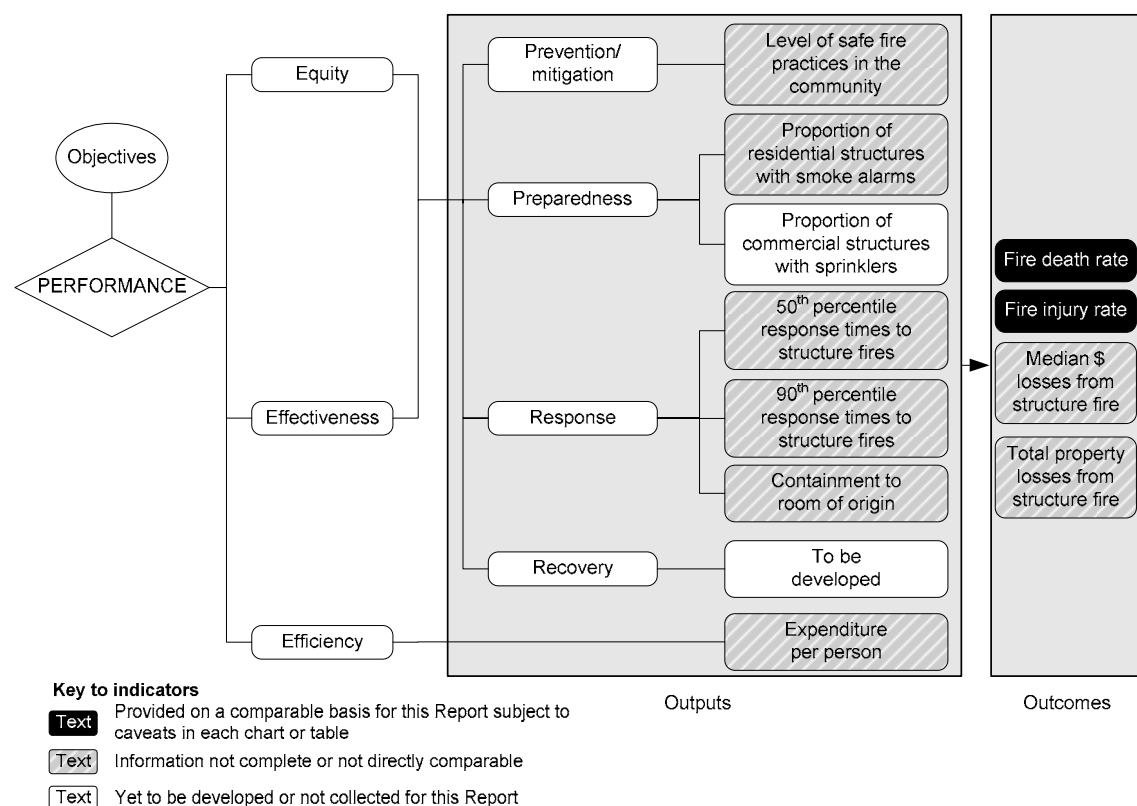 Objectives
PERFORMANCE
Equity
Effectiveness
Efficiency
Prevention/
mitigation
Preparedness
Response
Recovery
Level of safe fire
practices in the
community
Proportion of
residential structures
with smoke alarms
Proportion of
commercial structures
with sprinklers
50th percentile
response times to
structure fires
90th percentile
response times to
structure fires
Containment to
room of origin
To be
developed
Expenditure
per person
Outputs
Fire death rate
Fire injury rate
Median $
losses from
structure fire
Total property
losses from
structure fire
Outcomes
Key to indicators
Text Provided on a comparable basis for this Report subject to
caveats in each chart or table
Text Information not complete or not directly comparable
Text Yet to be developed or not collected for this Report